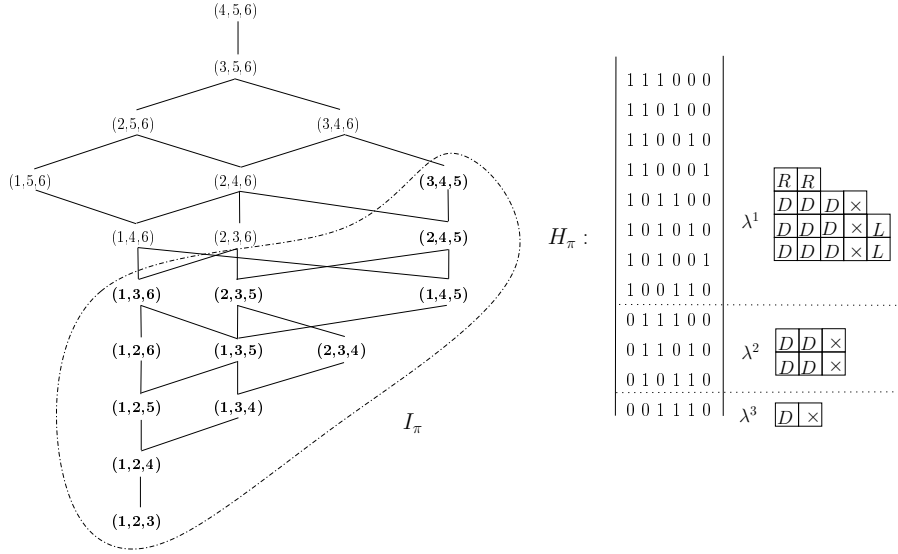 (4,5,6)
(3,5,6)
(2,5,6) (3,4,6)
(1,5,6) (2,4,6) (3,4,5)
(1,4,6) (2,3,6) (2,4,5)
(1,3,6) (2,3,5) (1,4,5)
(1,2,6) (1,3,5) (2,3,4)
(1,2,5) (1,3,4)
(1,2,4)
(1,2,3)
I_π
H_π :
1 1 1 0 0 0
1 1 0 1 0 0
1 1 0 0 1 0
1 1 0 0 0 1
1 0 1 1 0 0
1 0 1 0 1 0
1 0 1 0 0 1
1 0 0 1 1 0
0 1 1 1 0 0
0 1 1 0 1 0
0 1 0 1 1 0
0 0 1 1 1 0
λ^1
R R
D D D ×
D D D × L
D D D × L
λ^2
D D ×
D D ×
λ^3
D ×